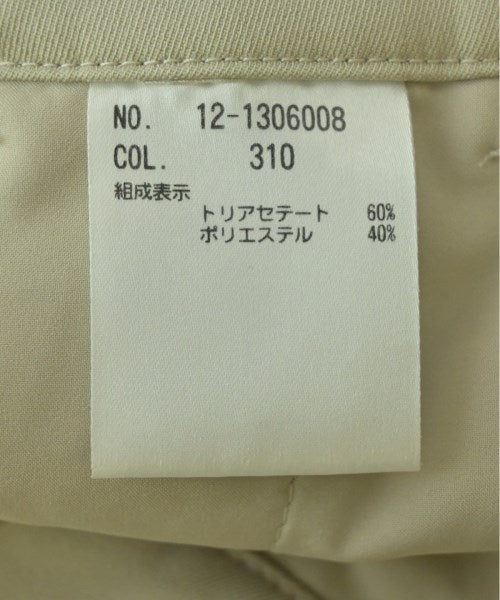 NO. 12-1306008
COL. 310
組成表示
トリアセテート 60%
ポリエステル 40%